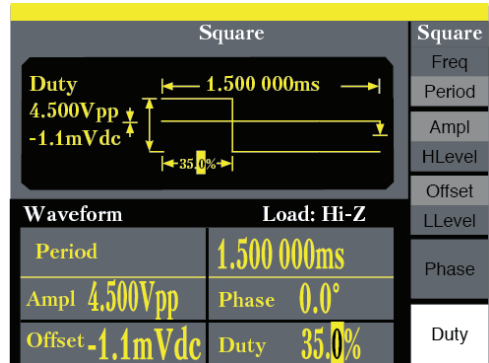 Square
Duty
1.500 000ms
4.500Vpp
-1.1mVdc
35.0%
Waveform
Load: Hi-Z
Period
1.500 000ms
Ampl 4.500Vpp
Phase 0.0°
Offset -1.1mVdc
Duty 35.0%
Square
Freq
Period
Ampl
HLevel
Offset
LLevel
Phase
Duty